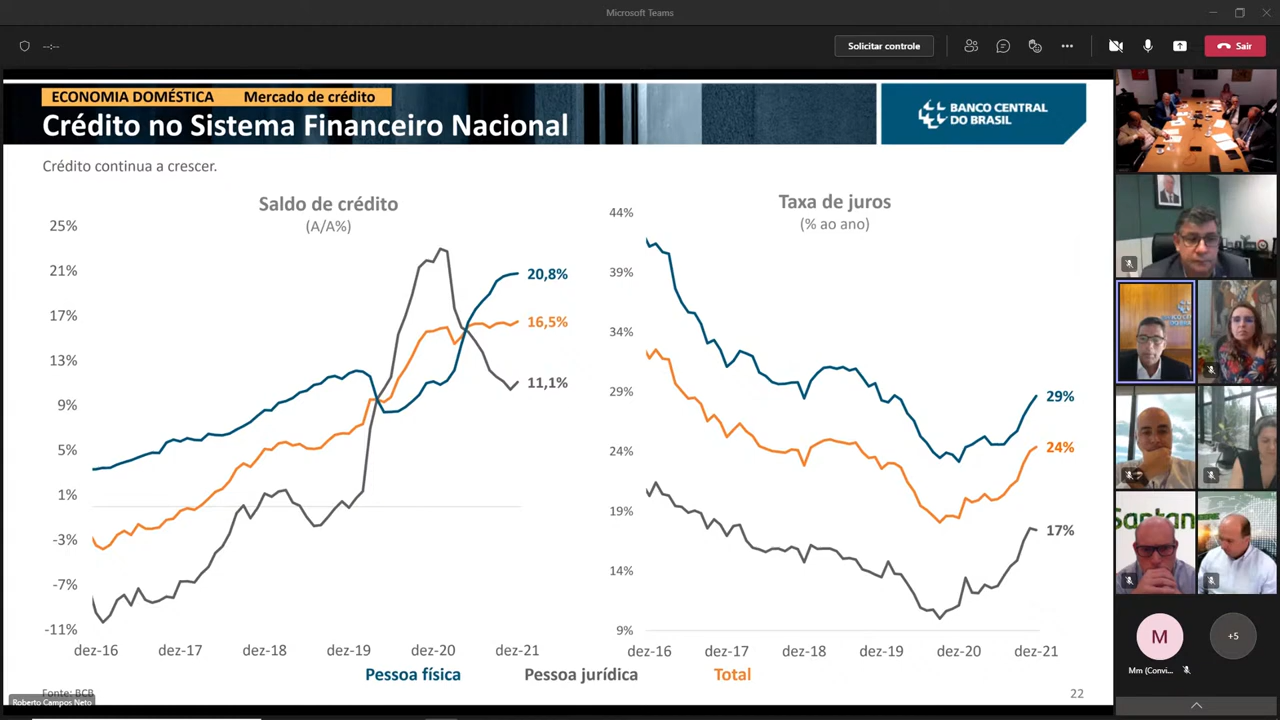 Microsoft Teams
--:--
Solicitar controle
Sair
ECONOMIA DOMÉSTICA Mercado de crédito
Crédito no Sistema Financeiro Nacional
BANCO CENTRAL
DO BRASIL
Crédito continua a crescer.
Saldo de crédito
(A/A%)
25%
21%
17%
13%
9%
5%
1%
-3%
-7%
-11%
20,8%
16,5%
11,1%
dez-16 dez-17 dez-18 dez-19 dez-20 dez-21
Taxa de juros
(% ao ano)
44%
39%
34%
29%
24%
19%
14%
9%
29%
24%
17%
dez-16 dez-17 dez-18 dez-19 dez-20 dez-21
Pessoa física Pessoa jurídica Total
Fonte: BCB
Roberto Campos Neto
22
Santan
M
Mm (Convi...
+5